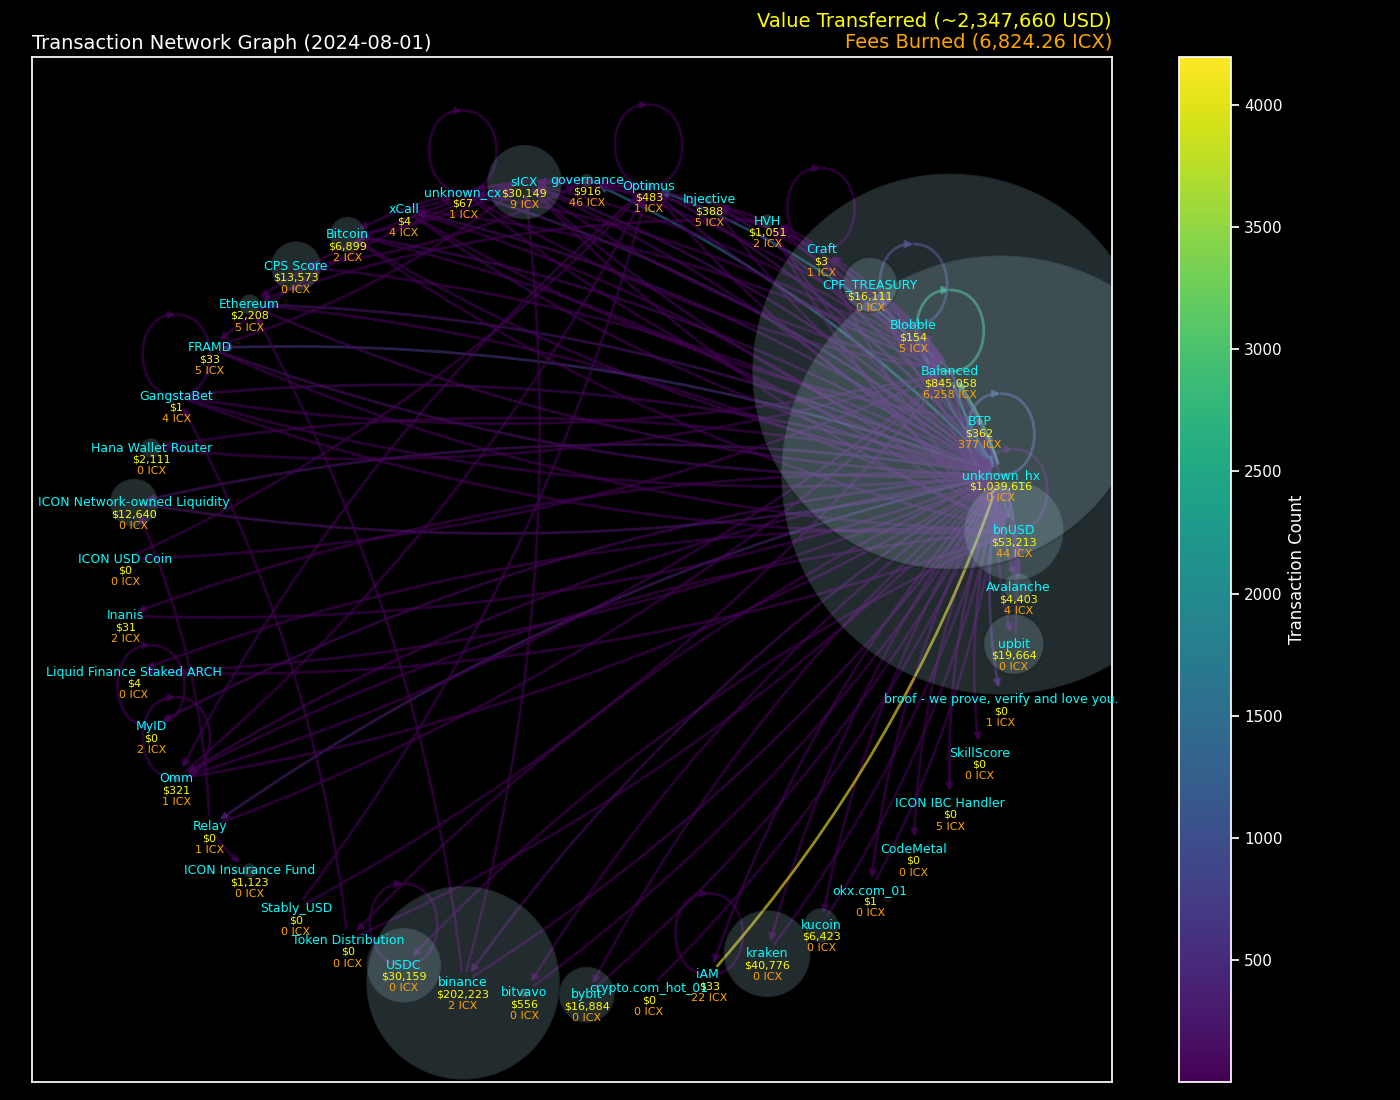 Value Transferred (~2,347,660 USD)
Transaction Network Graph (2024-08-01)
Fees Burned (6,824.26 ICX)
sICX
$30,149
9 ICX
governance
$916
46 ICX
Optimus
$483
1 ICX
unknown_cx
$67
1 ICX
Injective
$388
5 ICX
xCall
$4
4 ICX
HVH
$1,051
2 ICX
Bitcoin
$6,899
2 ICX
Craft
$3
1 ICX
CPS Score
$13,573
0 ICX
CPF_TREASURY
$16,111
0 ICX
Ethereum
$2,208
5 ICX
Blobble
$154
5 ICX
FRAMD
$33
5 ICX
Balanced
$845,058
6,258 ICX
GangstaBet
$1
4 ICX
BTP
$362
377 ICX
Hana Wallet Router
$2,111
0 ICX
unknown_hx
$1,039,616
0 ICX
ICON Network-owned Liquidity
$12,640
0 ICX
bnUSD
$53,213
44 ICX
ICON USD Coin
$0
0 ICX
Avalanche
$4,403
4 ICX
Inanis
$31
2 ICX
upbit
$19,664
0 ICX
Liquid Finance Staked ARCH
$4
0 ICX
broof - we prove, verify and love you.
$0
1 ICX
MyID
$0
2 ICX
SkillScore
$0
0 ICX
Omm
$321
1 ICX
ICON IBC Handler
$0
5 ICX
Relay
$0
1 ICX
CodeMetal
$0
0 ICX
ICON Insurance Fund
$1,123
0 ICX
okx.com_01
$1
0 ICX
Stably_USD
$0
0 ICX
kucoin
$6,423
0 ICX
Token Distribution
$0
0 ICX
kraken
$40,776
0 ICX
USDC
$30,159
0 ICX
iAM
$33
22 ICX
binance
$202,223
2 ICX
crypto.com_hot_01
$0
0 ICX
bitvavo
$556
0 ICX
bybit
$16,884
0 ICX
4000
3500
3000
2500
2000
1500
1000
500
Transaction Count